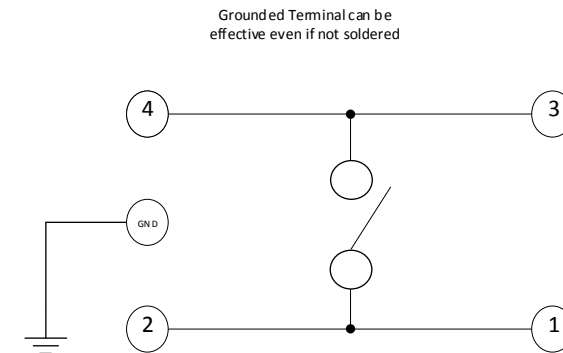 Grounded Terminal can be
effective even if not soldered
4
3
GND
2
1